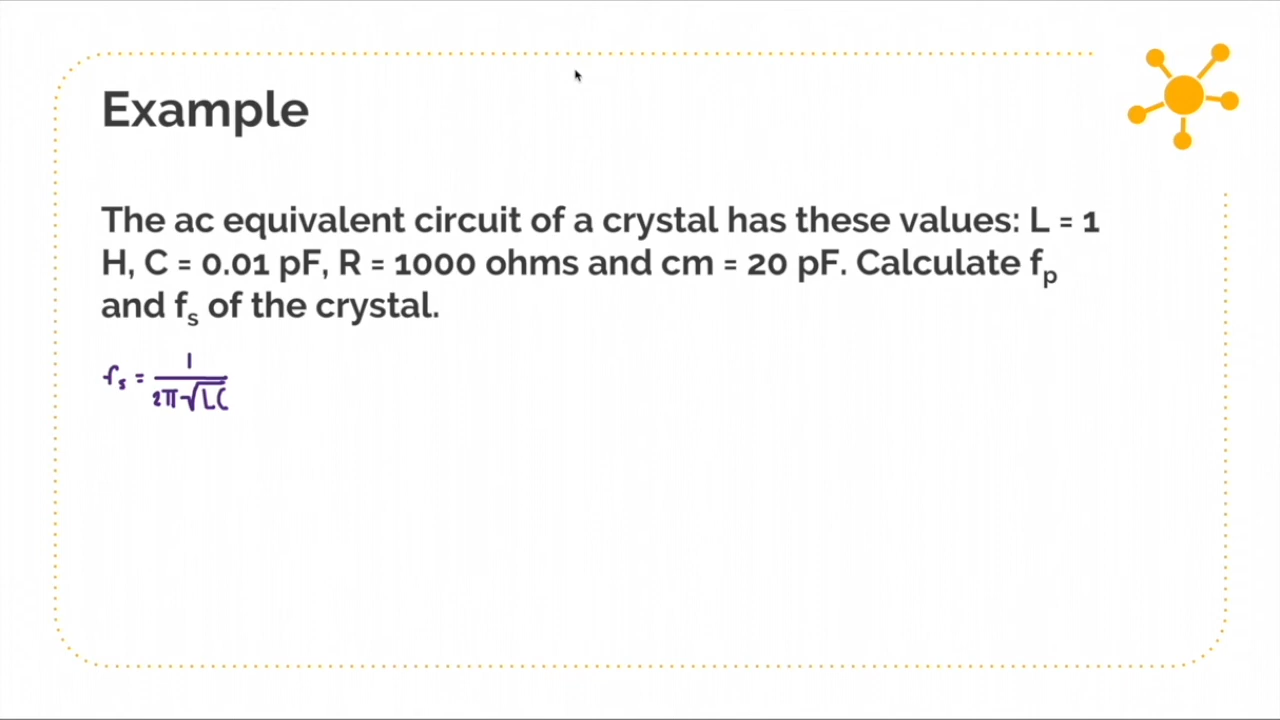 Example
The ac equivalent circuit of a crystal has these values: L = 1
H, C = 0.01 pF, R = 1000 ohms and cm = 20 pF. Calculate fₚ
and fₛ of the crystal.
fₛ = 1 / 2π√LC